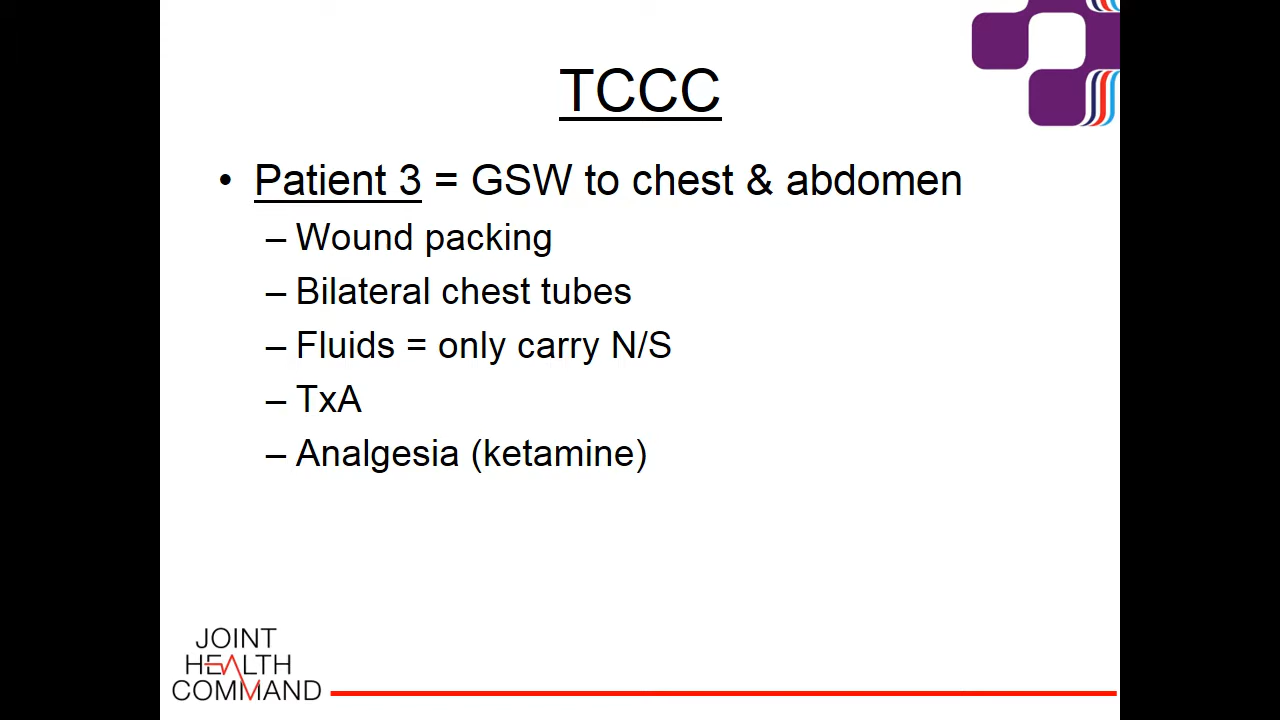 TCCC
• Patient 3 = GSW to chest & abdomen
– Wound packing
– Bilateral chest tubes
– Fluids = only carry N/S
– TxA
– Analgesia (ketamine)
JOINT
HEALTH
COMMAND